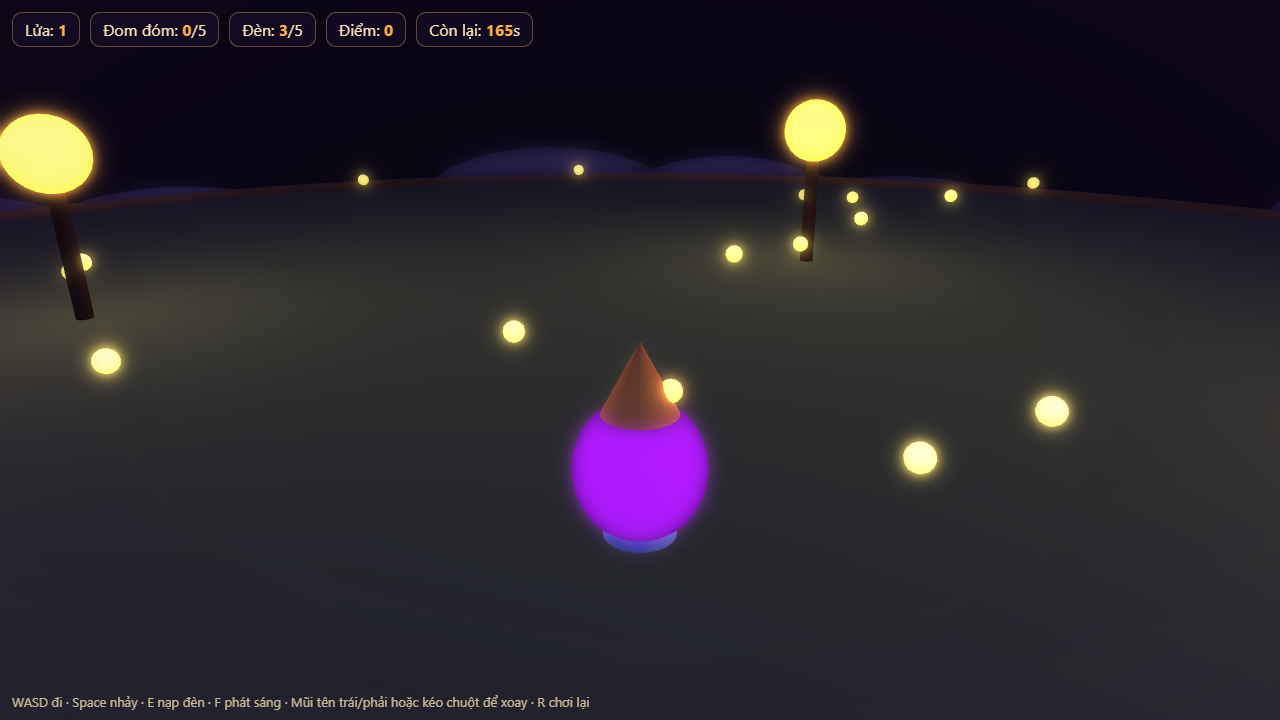 Lửa: 1
Đom đóm: 0/5
Đèn: 3/5
Điểm: 0
Còn lại: 165s
WASD đi · Space nhảy · E nạp đèn · F phát sáng · Mũi tên trái/phải hoặc kéo chuột để xoay · R chơi lại